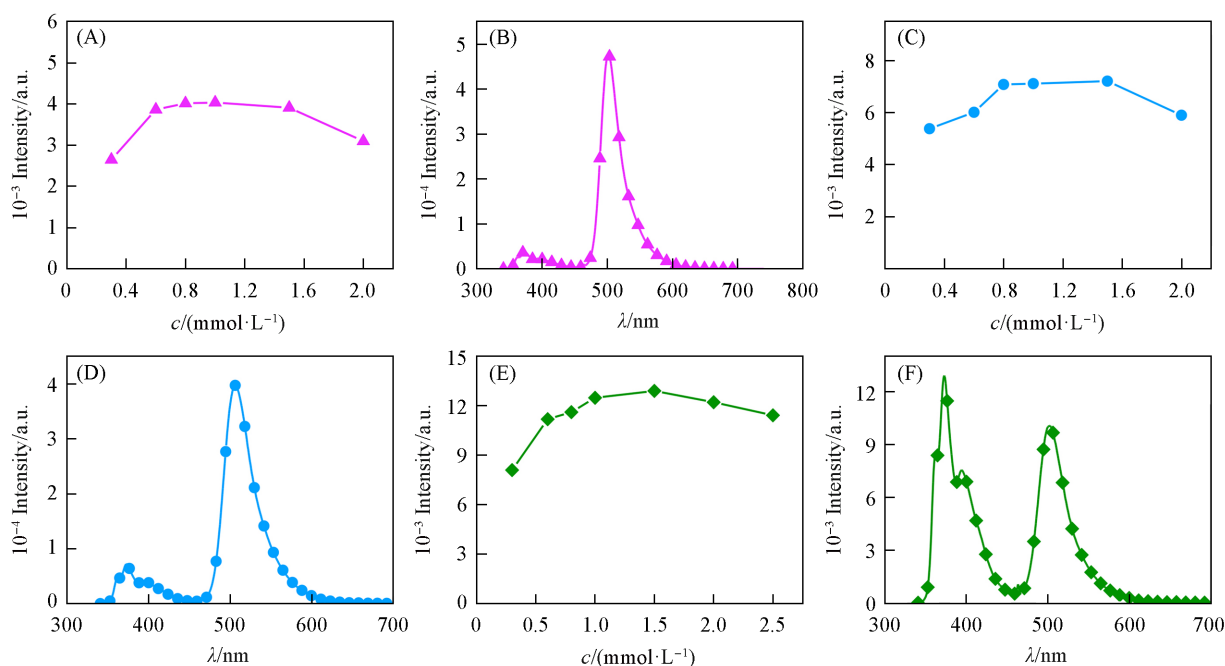 (A)
10⁻³ Intensity/a.u.
6
5
4
3
2
1
0
0 0.4 0.8 1.2 1.6 2.0
c/(mmol·L⁻¹)
(B)
10⁻⁴ Intensity/a.u.
5
4
3
2
1
0
300 400 500 600 700 800
λ/nm
(C)
10⁻³ Intensity/a.u.
8
6
4
2
0 0.4 0.8 1.2 1.6 2.0
c/(mmol·L⁻¹)
(D)
10⁻⁴ Intensity/a.u.
4
3
2
1
0
300 400 500 600 700
λ/nm
(E)
10⁻³ Intensity/a.u.
15
12
9
6
3
0
0 0.5 1.0 1.5 2.0 2.5
c/(mmol·L⁻¹)
(F)
10⁻³ Intensity/a.u.
12
9
6
3
0
300 400 500 600 700
λ/nm